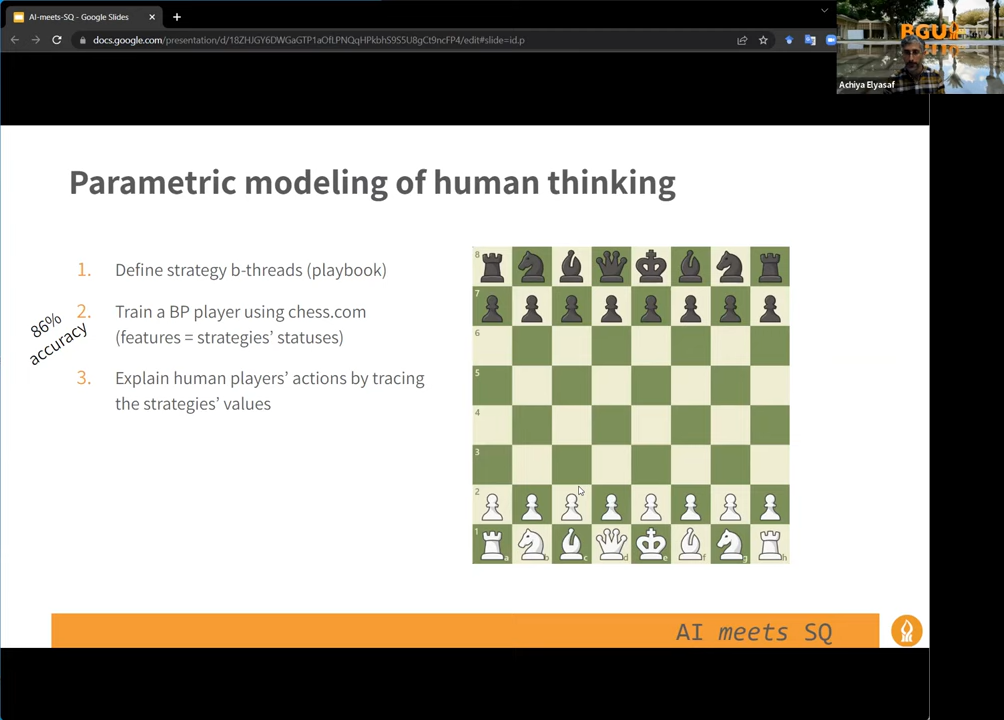 AI-meets-SQ - Google Slides
docs.google.com/presentation/d/18ZHJGY6DWGaGTP1aOfLPNQqHPkbhS9S5U8gCt9ncFP4/edit#slide=id.p
BGU
Achiya Elyasaf
Parametric modeling of human thinking
1. Define strategy b-threads (playbook)
86%
accuracy
2. Train a BP player using chess.com
(features = strategies' statuses)
3. Explain human players' actions by tracing
the strategies' values
8
7
6
5
4
3
2
1
a b c d e f g h
AI meets SQ